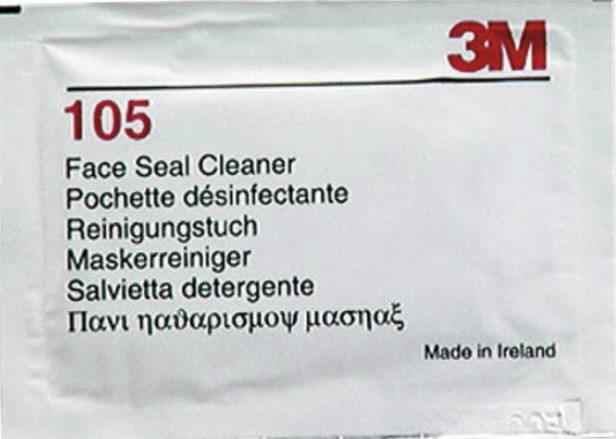 3M
105
Face Seal Cleaner
Pochette désinfectante
Reinigungstuch
Maskerreiniger
Salvietta detergente
Πανι ηαϑαρισμοψ μασηαξ
Made in Ireland